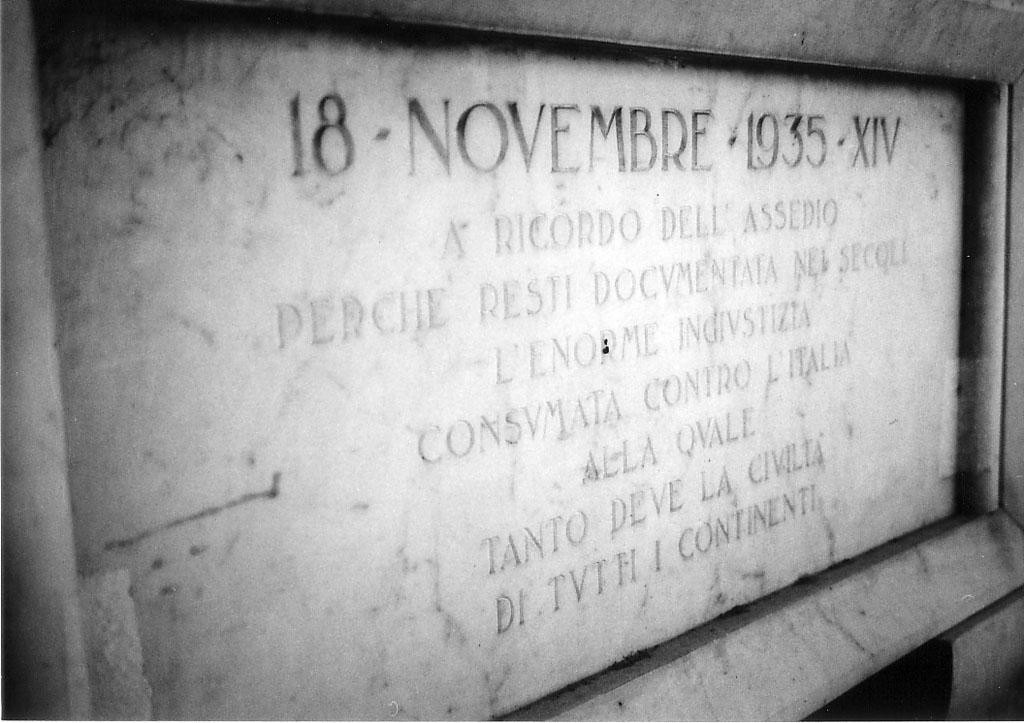 18 · NOVEMBRE · 1935 · XIV
A RICORDO DELL' ASSEDIO
PERCHE RESTI DOCVMENTATA NEI SECOLI
L'ENORME INGIVSTIZIA
CONSVMATA CONTRO L'ITALIA
ALLA QVALE
TANTO DEVE LA CIVILTÀ
DI TVTTI I CONTINENTI